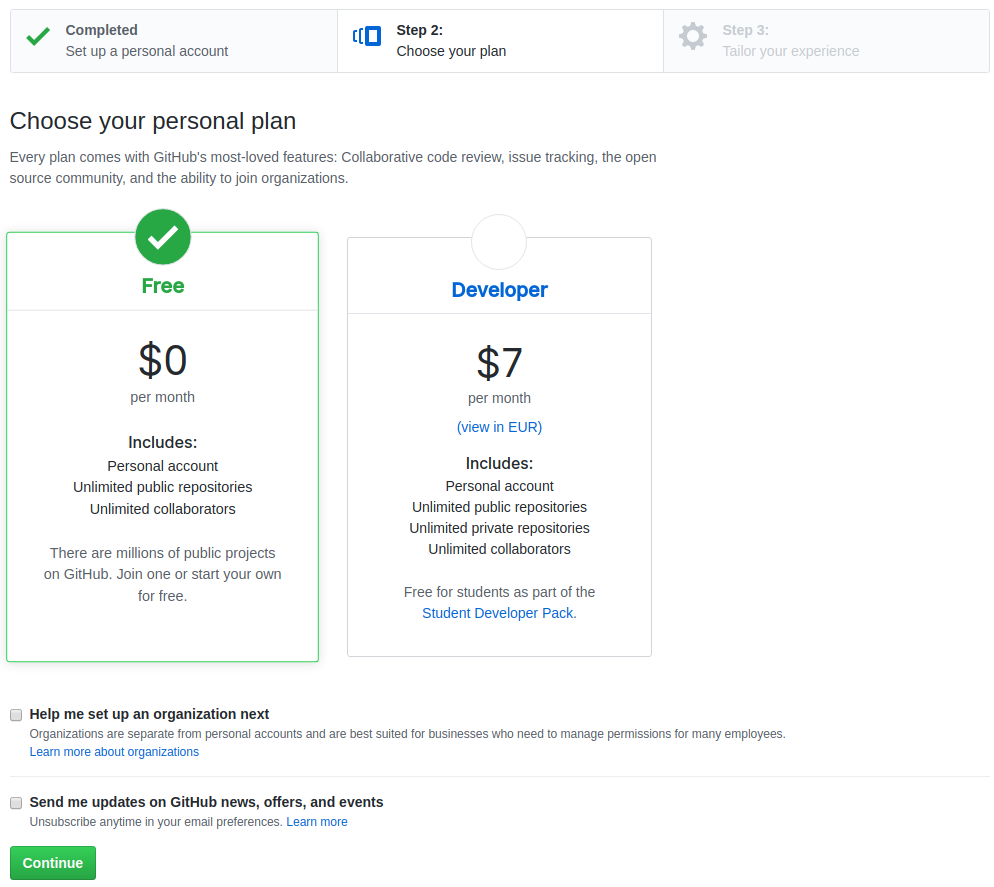 Completed
Set up a personal account
Step 2:
Choose your plan
Step 3:
Tailor your experience
Choose your personal plan
Every plan comes with GitHub's most-loved features: Collaborative code review, issue tracking, the open
source community, and the ability to join organizations.
Free
$0
per month
Includes:
Personal account
Unlimited public repositories
Unlimited collaborators
There are millions of public projects
on GitHub. Join one or start your own
for free.
Developer
$7
per month
(view in EUR)
Includes:
Personal account
Unlimited public repositories
Unlimited private repositories
Unlimited collaborators
Free for students as part of the
Student Developer Pack.
Help me set up an organization next
Organizations are separate from personal accounts and are best suited for businesses who need to manage permissions for many employees.
Learn more about organizations
Send me updates on GitHub news, offers, and events
Unsubscribe anytime in your email preferences. Learn more
Continue